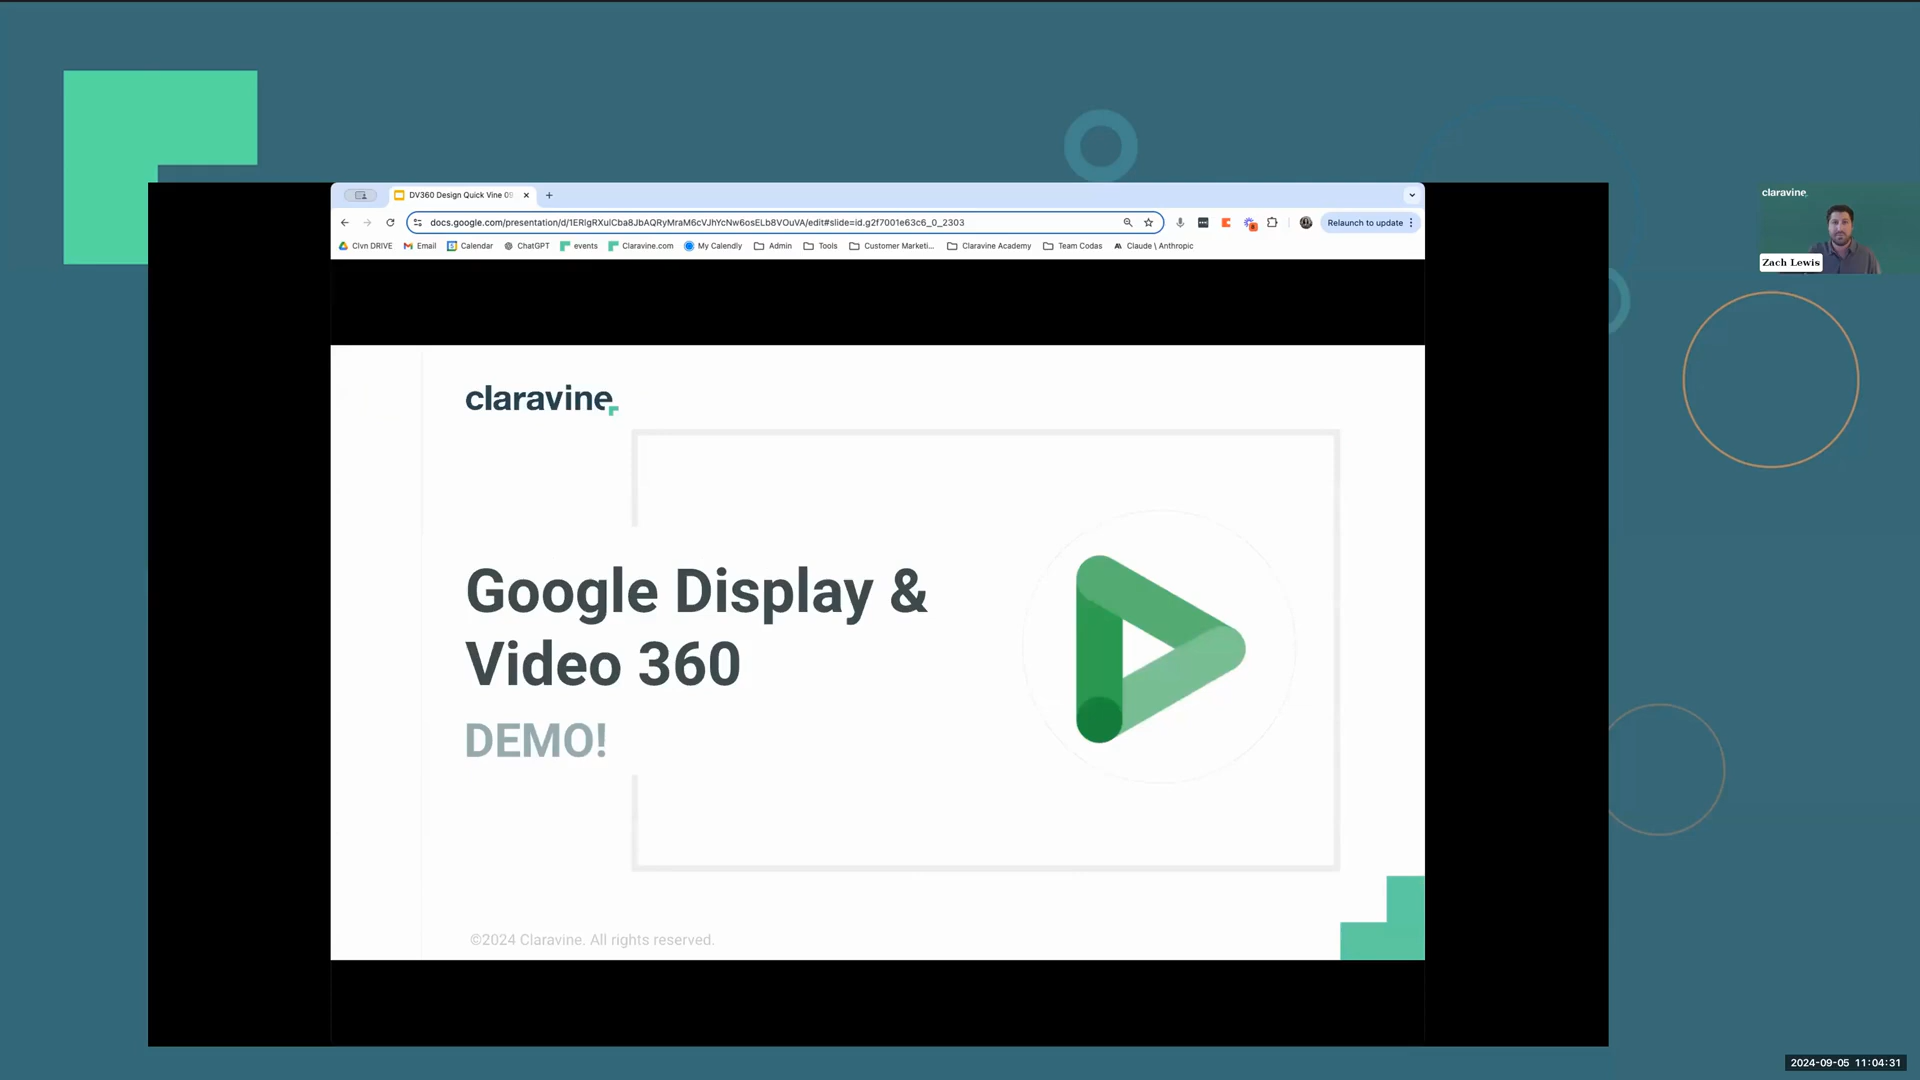 DV360 Design Quick Vine 09
docs.google.com/presentation/d/1ERlgRXulCba8JbAQRyMraM6cVJhYcNw6osELb8VOuVA/edit#slide=id.g2f7001e63c6_0_2303
Relaunch to update
Clvn DRIVE
Email
Calendar
ChatGPT
events
Claravine.com
My Calendly
Admin
Tools
Customer Marketi...
Claravine Academy
Team Codas
Claude \ Anthropic
claravine
Zach Lewis
claravine
Google Display &
Video 360
DEMO!
©2024 Claravine. All rights reserved.
2024-09-05 11:04:31